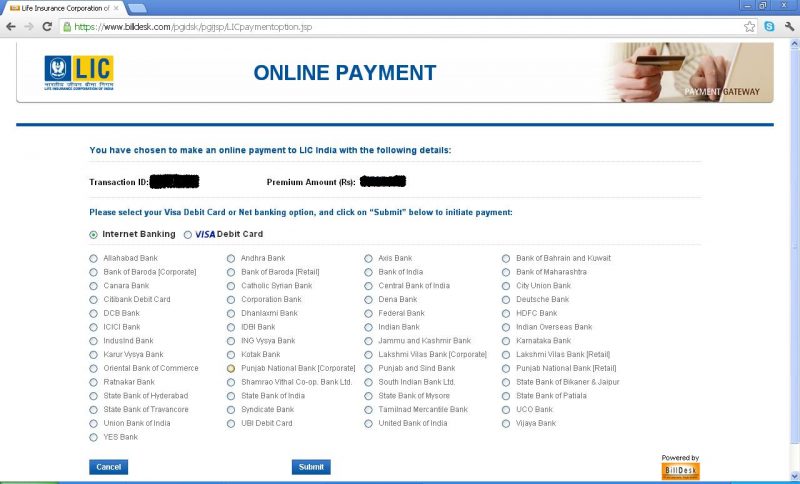 Life Insurance Corporation of
https://www.billdesk.com/pgidsk/pgijsp/LICpaymentoption.jsp
LIC
भारतीय जीवन बीमा निगम
LIFE INSURANCE CORPORATION OF INDIA
ONLINE PAYMENT
PAYMENT GATEWAY
You have chosen to make an online payment to LIC India with the following details:
Transaction ID: Premium Amount (Rs):
Please select your Visa Debit Card or Net banking option, and click on "Submit" below to initiate payment:
Internet Banking VISA Debit Card
Allahabad Bank Andhra Bank Axis Bank Bank of Bahrain and Kuwait
Bank of Baroda [Corporate] Bank of Baroda [Retail] Bank of India Bank of Maharashtra
Canara Bank Catholic Syrian Bank Central Bank of India City Union Bank
Citibank Debit Card Corporation Bank Dena Bank Deutsche Bank
DCB Bank Dhanlaxmi Bank Federal Bank HDFC Bank
ICICI Bank IDBI Bank Indian Bank Indian Overseas Bank
IndusInd Bank ING Vysya Bank Jammu and Kashmir Bank Karnataka Bank
Karur Vysya Bank Kotak Bank Lakshmi Vilas Bank [Corporate] Lakshmi Vilas Bank [Retail]
Oriental Bank of Commerce Punjab National Bank [Corporate] Punjab and Sind Bank Punjab National Bank [Retail]
Ratnakar Bank Shamrao Vithal Co-op. Bank Ltd. South Indian Bank Ltd. State Bank of Bikaner & Jaipur
State Bank of Hyderabad State Bank of India State Bank of Mysore State Bank of Patiala
State Bank of Travancore Syndicate Bank Tamilnad Mercantile Bank UCO Bank
Union Bank of India UBI Debit Card United Bank of India Vijaya Bank
YES Bank
Cancel Submit
Powered by
BillDesk